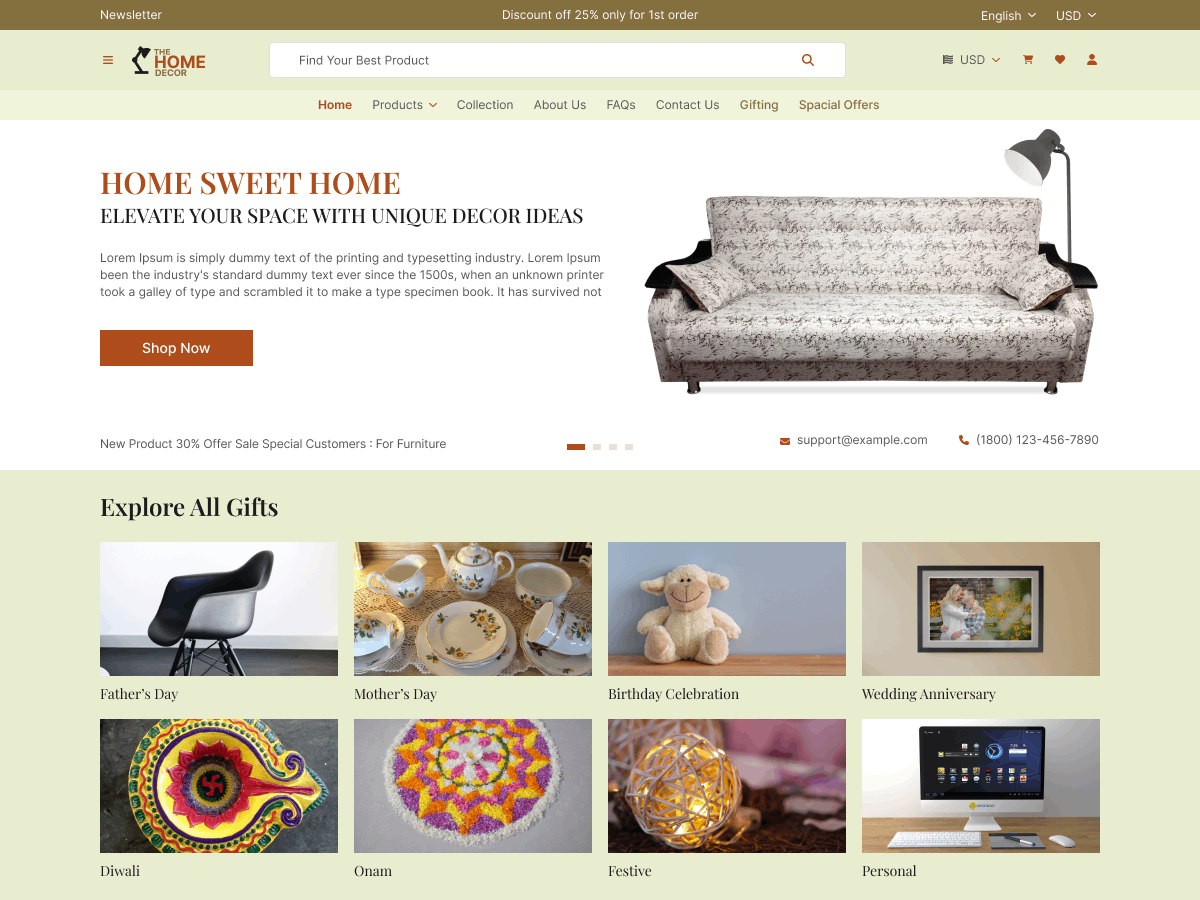 Newsletter
Discount off 25% only for 1st order
English
USD
THE
HOME
DECOR
Find Your Best Product
USD
Home
Products
Collection
About Us
FAQs
Contact Us
Gifting
Spacial Offers
HOME SWEET HOME
ELEVATE YOUR SPACE WITH UNIQUE DECOR IDEAS
Lorem Ipsum is simply dummy text of the printing and typesetting industry. Lorem Ipsum
been the industry's standard dummy text ever since the 1500s, when an unknown printer
took a galley of type and scrambled it to make a type specimen book. It has survived not
Shop Now
New Product 30% Offer Sale Special Customers : For Furniture
support@example.com
(1800) 123-456-7890
Explore All Gifts
Father’s Day
Mother’s Day
Birthday Celebration
Wedding Anniversary
Diwali
Onam
Festive
Personal